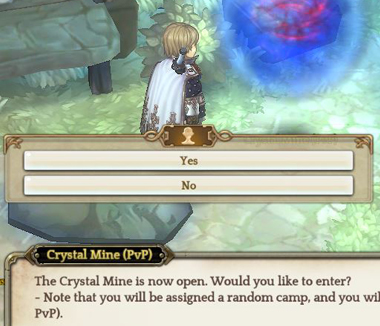 Yes
No
Crystal Mine (PvP)
The Crystal Mine is now open. Would you like to enter?
- Note that you will be assigned a random camp, and you wil
PvP).